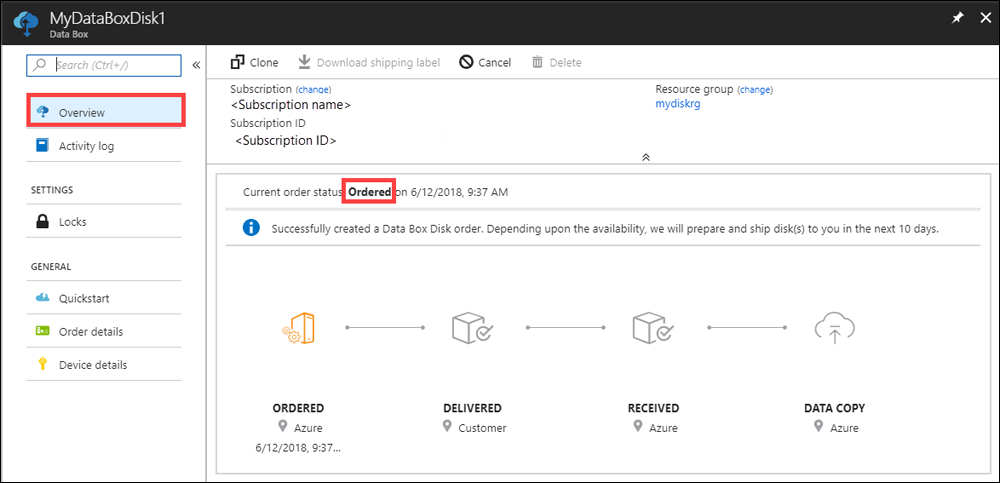 MyDataBoxDisk1
Data Box
Search (Ctrl+/)
Overview
Activity log
SETTINGS
Locks
GENERAL
Quickstart
Order details
Device details
Clone
Download shipping label
Cancel
Delete
Subscription (change)
<Subscription name>
Subscription ID
<Subscription ID>
Resource group (change)
mydiskrg
Current order status Ordered on 6/12/2018, 9:37 AM
Successfully created a Data Box Disk order. Depending upon the availability, we will prepare and ship disk(s) to you in the next 10 days.
ORDERED
Azure
6/12/2018, 9:37...
DELIVERED
Customer
RECEIVED
Azure
DATA COPY
Azure